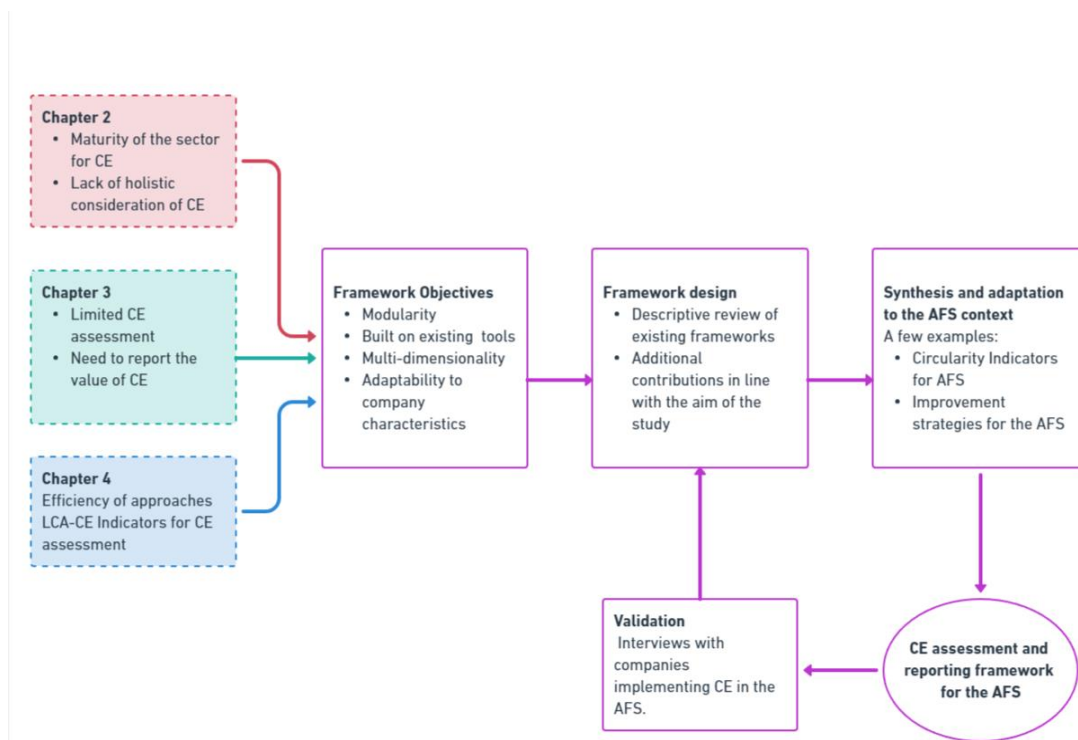 Chapter 2
• Maturity of the sector
for CE
• Lack of holistic
consideration of CE
Chapter 3
• Limited CE
assessment
• Need to report the
value of CE
Chapter 4
Efficiency of approaches
LCA-CE Indicators for CE
assessment
Framework Objectives
• Modularity
• Built on existing tools
• Multi-dimensionality
• Adaptability to
company
characteristics
Framework design
• Descriptive review of
existing frameworks
• Additional
contributions in line
with the aim of the
study
Synthesis and adaptation
to the AFS context
A few examples:
• Circularity Indicators
for AFS
• Improvement
strategies for the AFS
CE assessment and
reporting framework
for the AFS
Validation
Interviews with
companies
implementing CE in the
AFS.